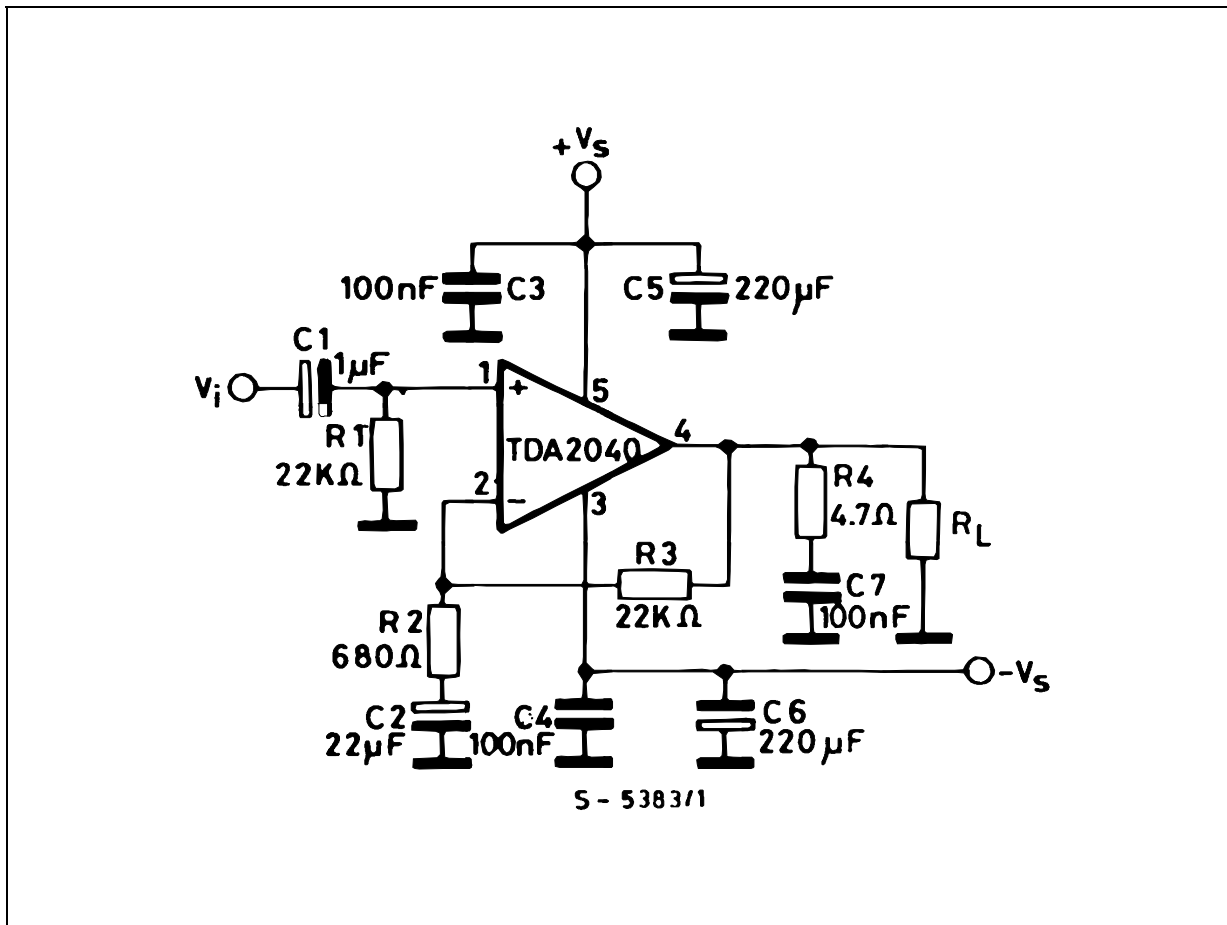 +Vs
100nF C3
C5 220µF
C1
1µF
Vi
R1
22KΩ
1
+
5
TDA2040
4
2
-
3
R4
4.7Ω
RL
R3
22KΩ
C7
100nF
R2
680Ω
-Vs
C2
22µF
C4
100nF
C6
220µF
S - 5383/1